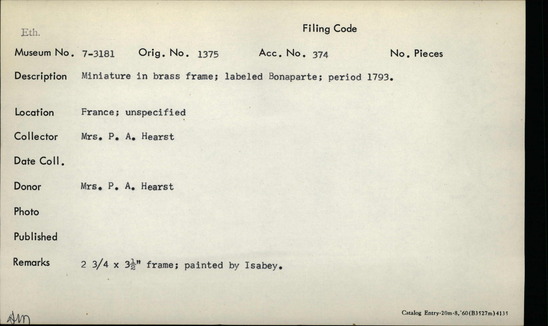 Filing Code
Eth.
Museum No. 7-3181 Orig. No. 1375 Acc. No. 374 No. Pieces
Description Miniature in brass frame; labeled Bonaparte; period 1793.
Location France; unspecified
Collector Mrs. P. A. Hearst
Date Coll.
Donor Mrs. P. A. Hearst
Photo
Published
Remarks 2 3/4 x 3½" frame; painted by Isabey.
Catalog Entry-20m-8,'60(B3527m)4135